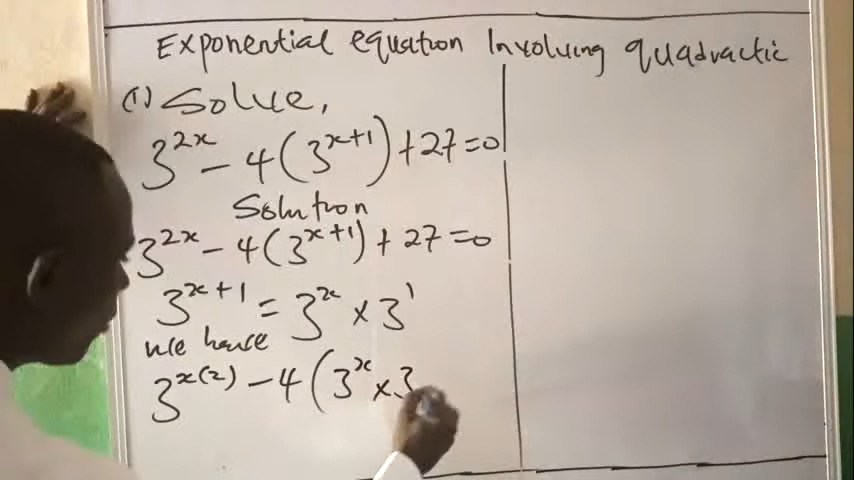 Exponential equation Involving quadractic
(1) Solve,
3^{2x} - 4(3^{x+1}) + 27 = 0
Solution
3^{2x} - 4(3^{x+1}) + 27 = 0
3^{x+1} = 3^x × 3^1
we have
3^{x(2)} - 4(3^x × 3